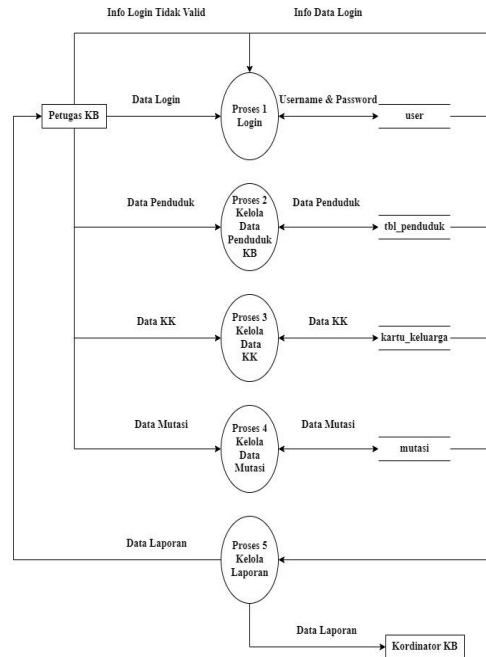 Info Login Tidak Valid
Info Data Login
Petugas KB
Data Login
Proses 1
Login
Username & Password
user
Data Penduduk
Proses 2
Kelola
Data
Penduduk
KB
Data Penduduk
tbl_penduduk
Data KK
Proses 3
Kelola
Data
KK
Data KK
kartu_keluarga
Data Mutasi
Proses 4
Kelola
Data
Mutasi
Data Mutasi
mutasi
Data Laporan
Proses 5
Kelola
Laporan
Data Laporan
Kordinator KB